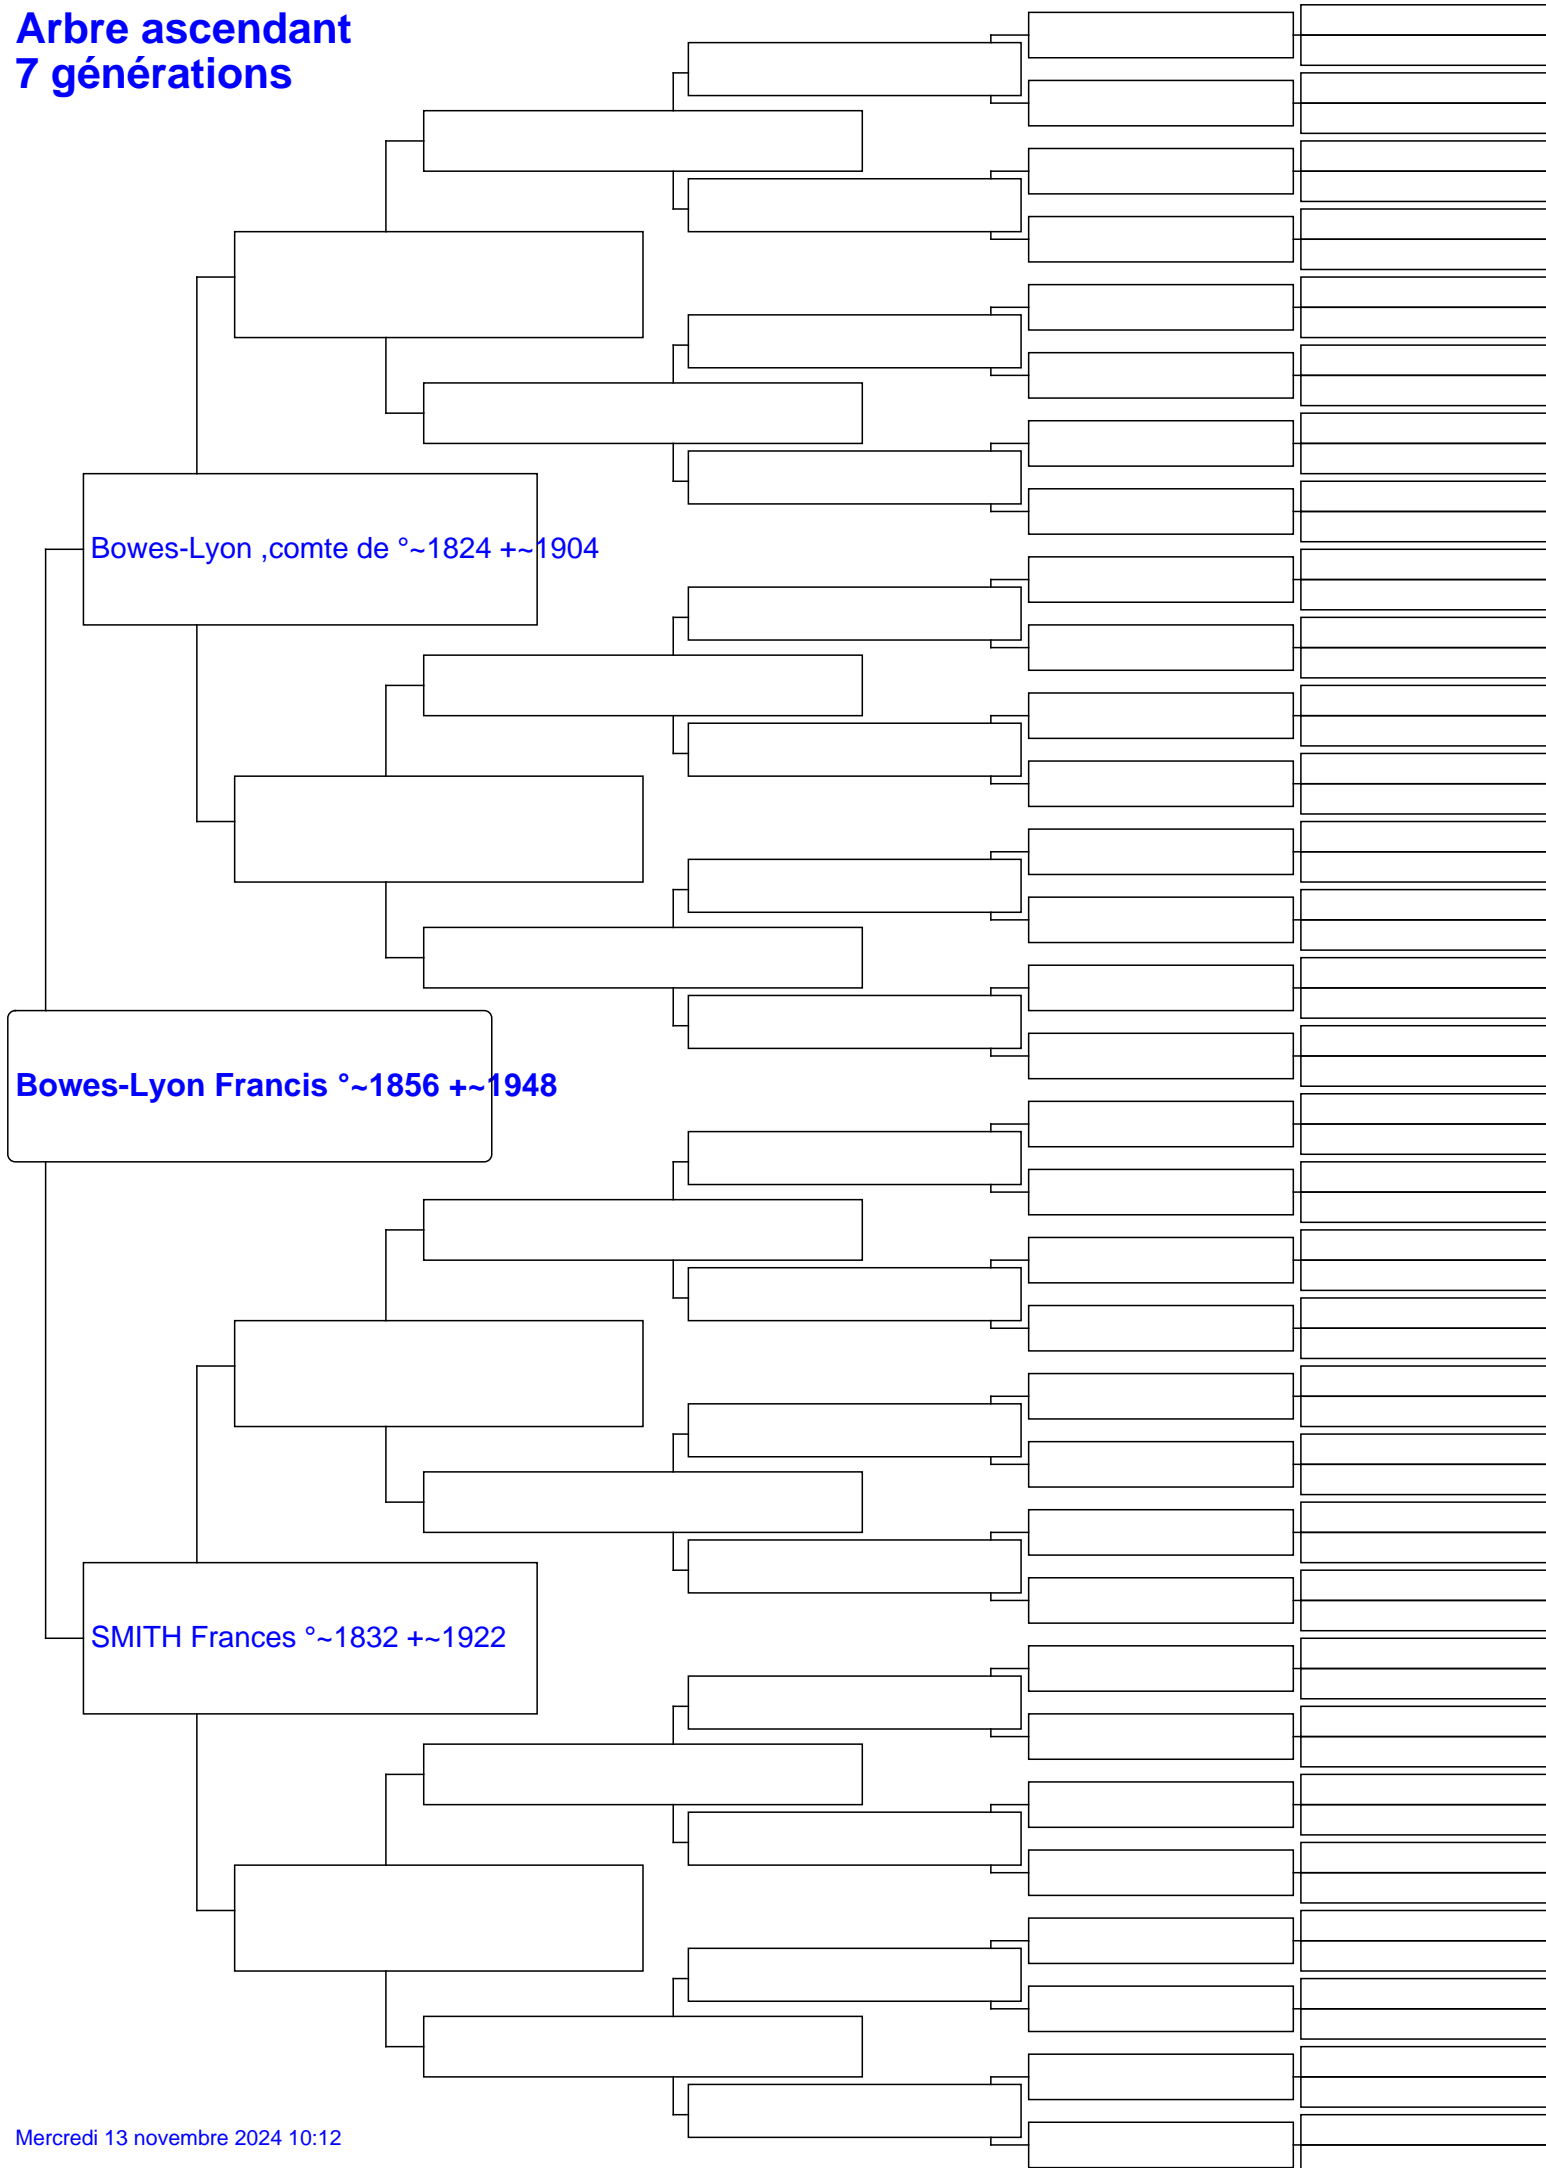 Arbre ascendant
7 générations
Bowes-Lyon ,comte de °~1824 +~1904
Bowes-Lyon Francis °~1856 +~1948
SMITH Frances °~1832 +~1922
Mercredi 13 novembre 2024 10:12